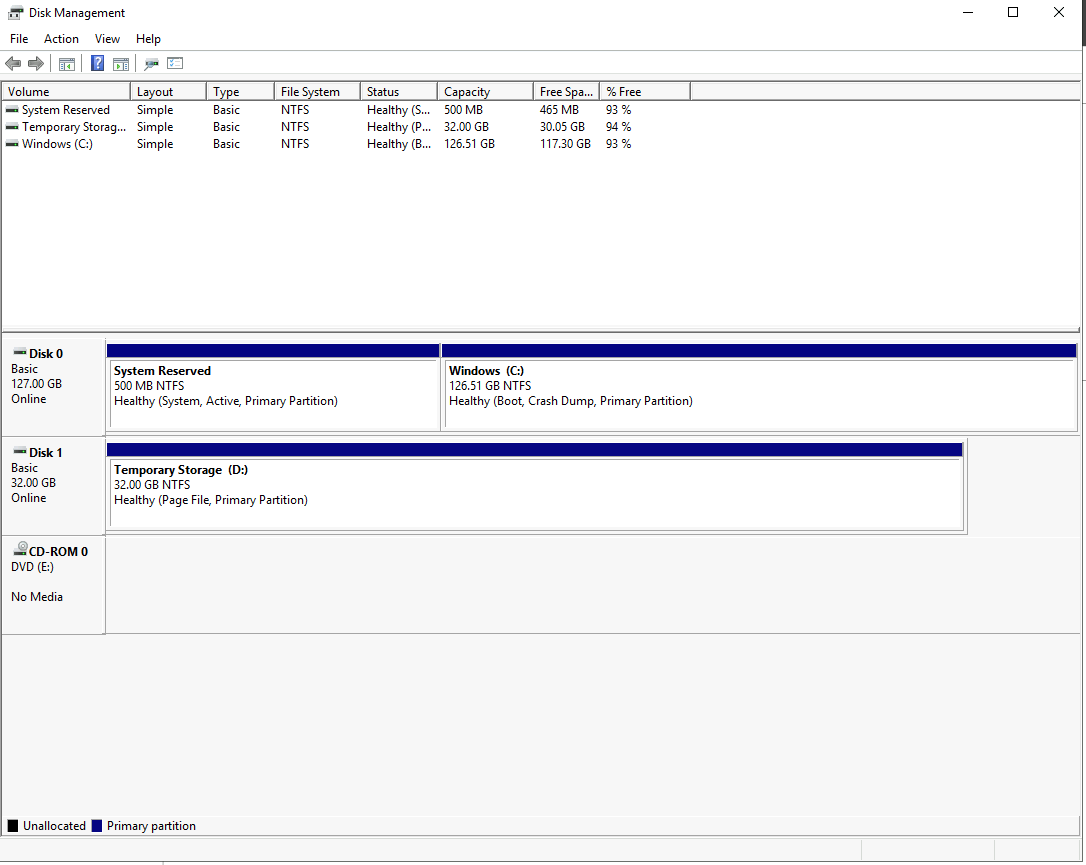 Disk Management
File Action View Help
Volume Layout Type File System Status Capacity Free Spa... % Free
System Reserved Simple Basic NTFS Healthy (S... 500 MB 465 MB 93 %
Temporary Storag... Simple Basic NTFS Healthy (P... 32.00 GB 30.05 GB 94 %
Windows (C:) Simple Basic NTFS Healthy (B... 126.51 GB 117.30 GB 93 %
Disk 0
Basic
127.00 GB
Online
System Reserved
500 MB NTFS
Healthy (System, Active, Primary Partition)
Windows (C:)
126.51 GB NTFS
Healthy (Boot, Crash Dump, Primary Partition)
Disk 1
Basic
32.00 GB
Online
Temporary Storage (D:)
32.00 GB NTFS
Healthy (Page File, Primary Partition)
CD-ROM 0
DVD (E:)
No Media
Unallocated Primary partition